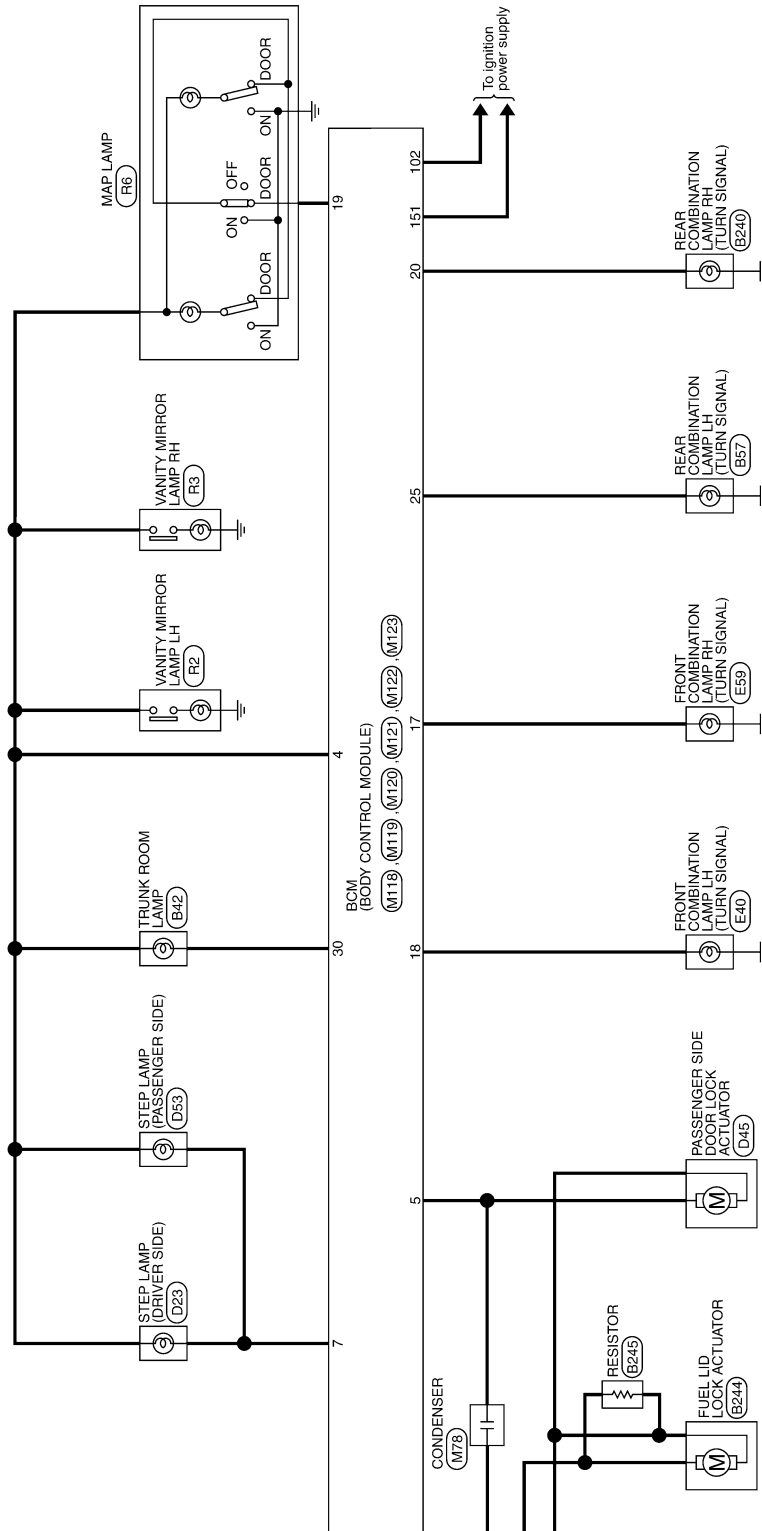 STEP LAMP
(DRIVER SIDE)
D23
STEP LAMP
(PASSENGER SIDE)
D53
TRUNK ROOM
LAMP
B42
VANITY MIRROR
LAMP LH
R2
VANITY MIRROR
LAMP RH
R3
MAP LAMP
R6
ON
DOOR
ON
OFF
DOOR
ON
DOOR
7
30
4
19
BCM
(BODY CONTROL MODULE)
M118 , M119 , M120 , M121 , M122 , M123
5
18
17
25
20
151
102
To ignition
power supply
CONDENSER
M78
RESISTOR
B245
FUEL LID
LOCK ACTUATOR
B244
M
PASSENGER SIDE
DOOR LOCK
ACTUATOR
D45
M
FRONT
COMBINATION
LAMP LH
(TURN SIGNAL)
E40
FRONT
COMBINATION
LAMP RH
(TURN SIGNAL)
E59
REAR
COMBINATION
LAMP LH
(TURN SIGNAL)
B57
REAR
COMBINATION
LAMP RH
(TURN SIGNAL)
B240